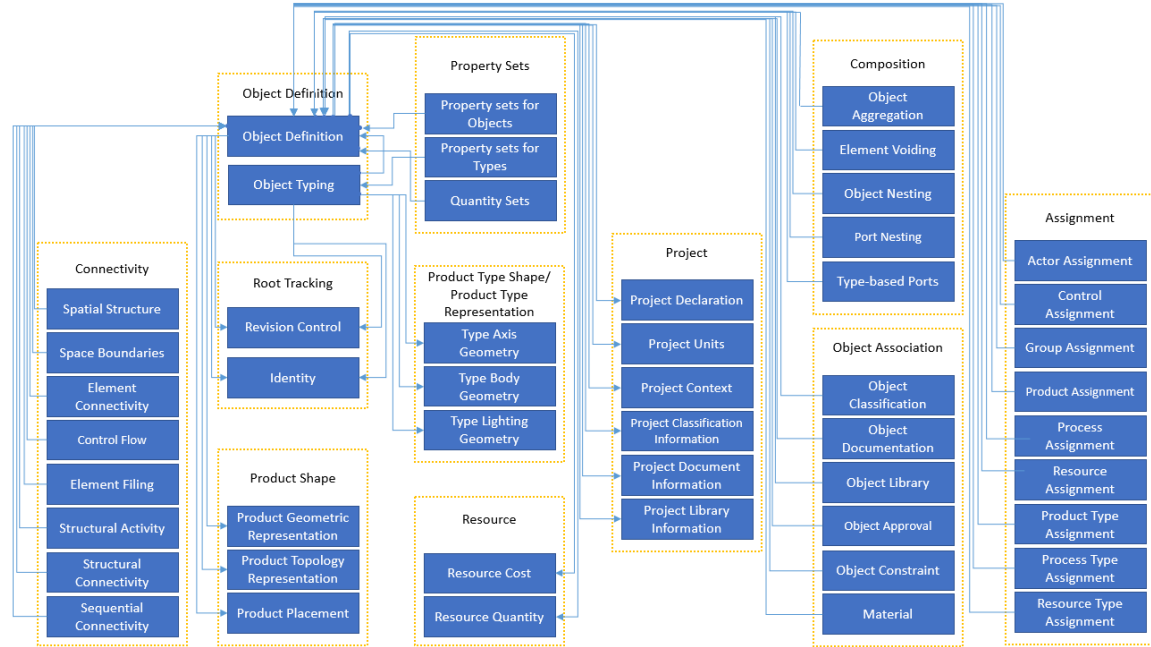 Object Definition
Object Definition
Object Typing
Property Sets
Property sets for
Objects
Property sets for
Types
Quantity Sets
Connectivity
Spatial Structure
Space Boundaries
Element
Connectivity
Control Flow
Element Filing
Structural Activity
Structural
Connectivity
Sequential
Connectivity
Root Tracking
Revision Control
Identity
Product Shape
Product Geometric
Representation
Product Topology
Representation
Product Placement
Product Type Shape/
Product Type
Representation
Type Axis
Geometry
Type Body
Geometry
Type Lighting
Geometry
Resource
Resource Cost
Resource Quantity
Project
Project Declaration
Project Units
Project Context
Project Classification
Information
Project Document
Information
Project Library
Information
Composition
Object
Aggregation
Element Voiding
Object Nesting
Port Nesting
Type-based Ports
Object Association
Object
Classification
Object
Documentation
Object Library
Object Approval
Object Constraint
Material
Assignment
Actor Assignment
Control
Assignment
Group Assignment
Product Assignment
Process
Assignment
Resource
Assignment
Product Type
Assignment
Process Type
Assignment
Resource Type
Assignment